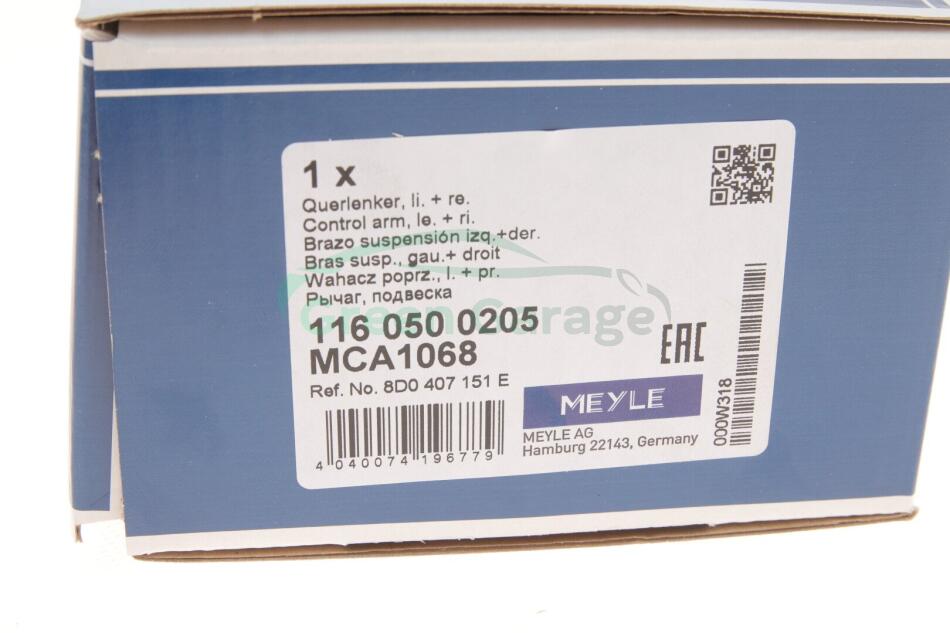 1 x
Querlenker, li. + re.
Control arm, le. + ri.
Brazo suspensión izq.+der.
Bras susp., gau.+ droit
Wahacz poprz., l. + pr.
Рычаг, подвеска
Green Garage
116 050 0205
MCA1068
EAC
Ref. No. 8D0 407 151 E
MEYLE
MEYLE AG
Hamburg 22143, Germany
4 040074 196779
000W318